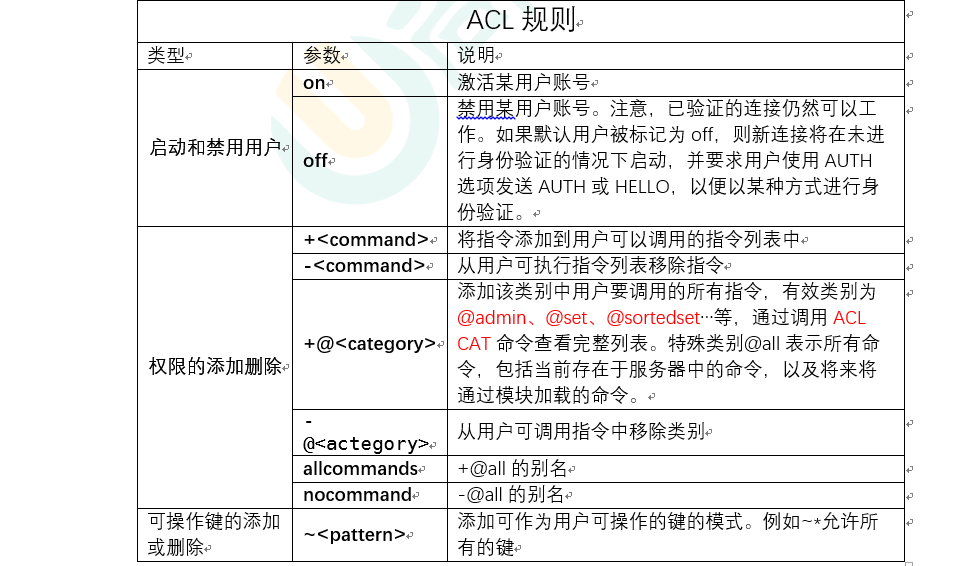 ACL 规则
类型 参数 说明
启动和禁用用户
on
激活某用户账号
off
禁用某用户账号。注意，已验证的连接仍然可以工
作。如果默认用户被标记为 off，则新连接将在未进
行身份验证的情况下启动，并要求用户使用 AUTH
选项发送 AUTH 或 HELLO，以便以某种方式进行身
份验证。
权限的添加删除
+<command>
将指令添加到用户可以调用的指令列表中
-<command>
从用户可执行指令列表移除指令
+@<category>
添加该类别中用户要调用的所有指令，有效类别为
@admin、@set、@sortedset…等，通过调用 ACL
CAT 命令查看完整列表。特殊类别@all 表示所有命
令，包括当前存在于服务器中的命令，以及将来将
通过模块加载的命令。
-
@<actegory>
从用户可调用指令中移除类别
allcommands
+@all 的别名
nocommand
-@all 的别名
可操作键的添加
或删除
~<pattern>
添加可作为用户可操作的键的模式。例如~*允许所
有的键